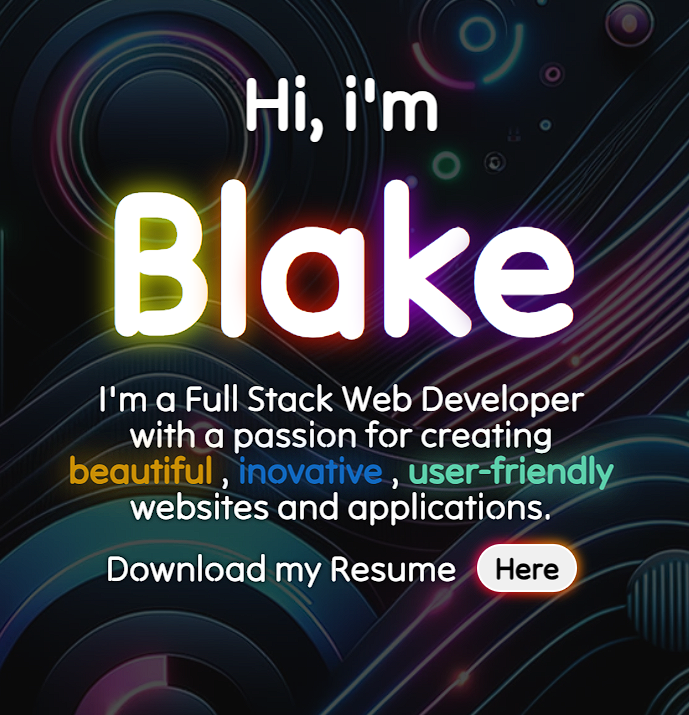 Hi, i'm
Blake
I'm a Full Stack Web Developer
with a passion for creating
beautiful , inovative , user-friendly
websites and applications.
Download my Resume Here